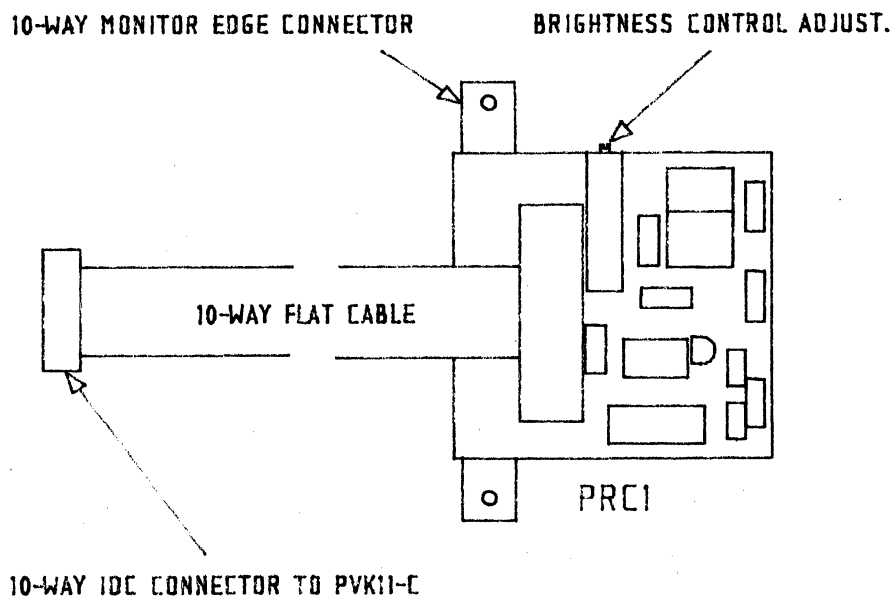 10-WAY MONITOR EDGE CONNECTOR
BRIGHTNESS CONTROL ADJUST.
10-WAY FLAT CABLE
PRC1
10-WAY IDC CONNECTOR TO PVK11-C